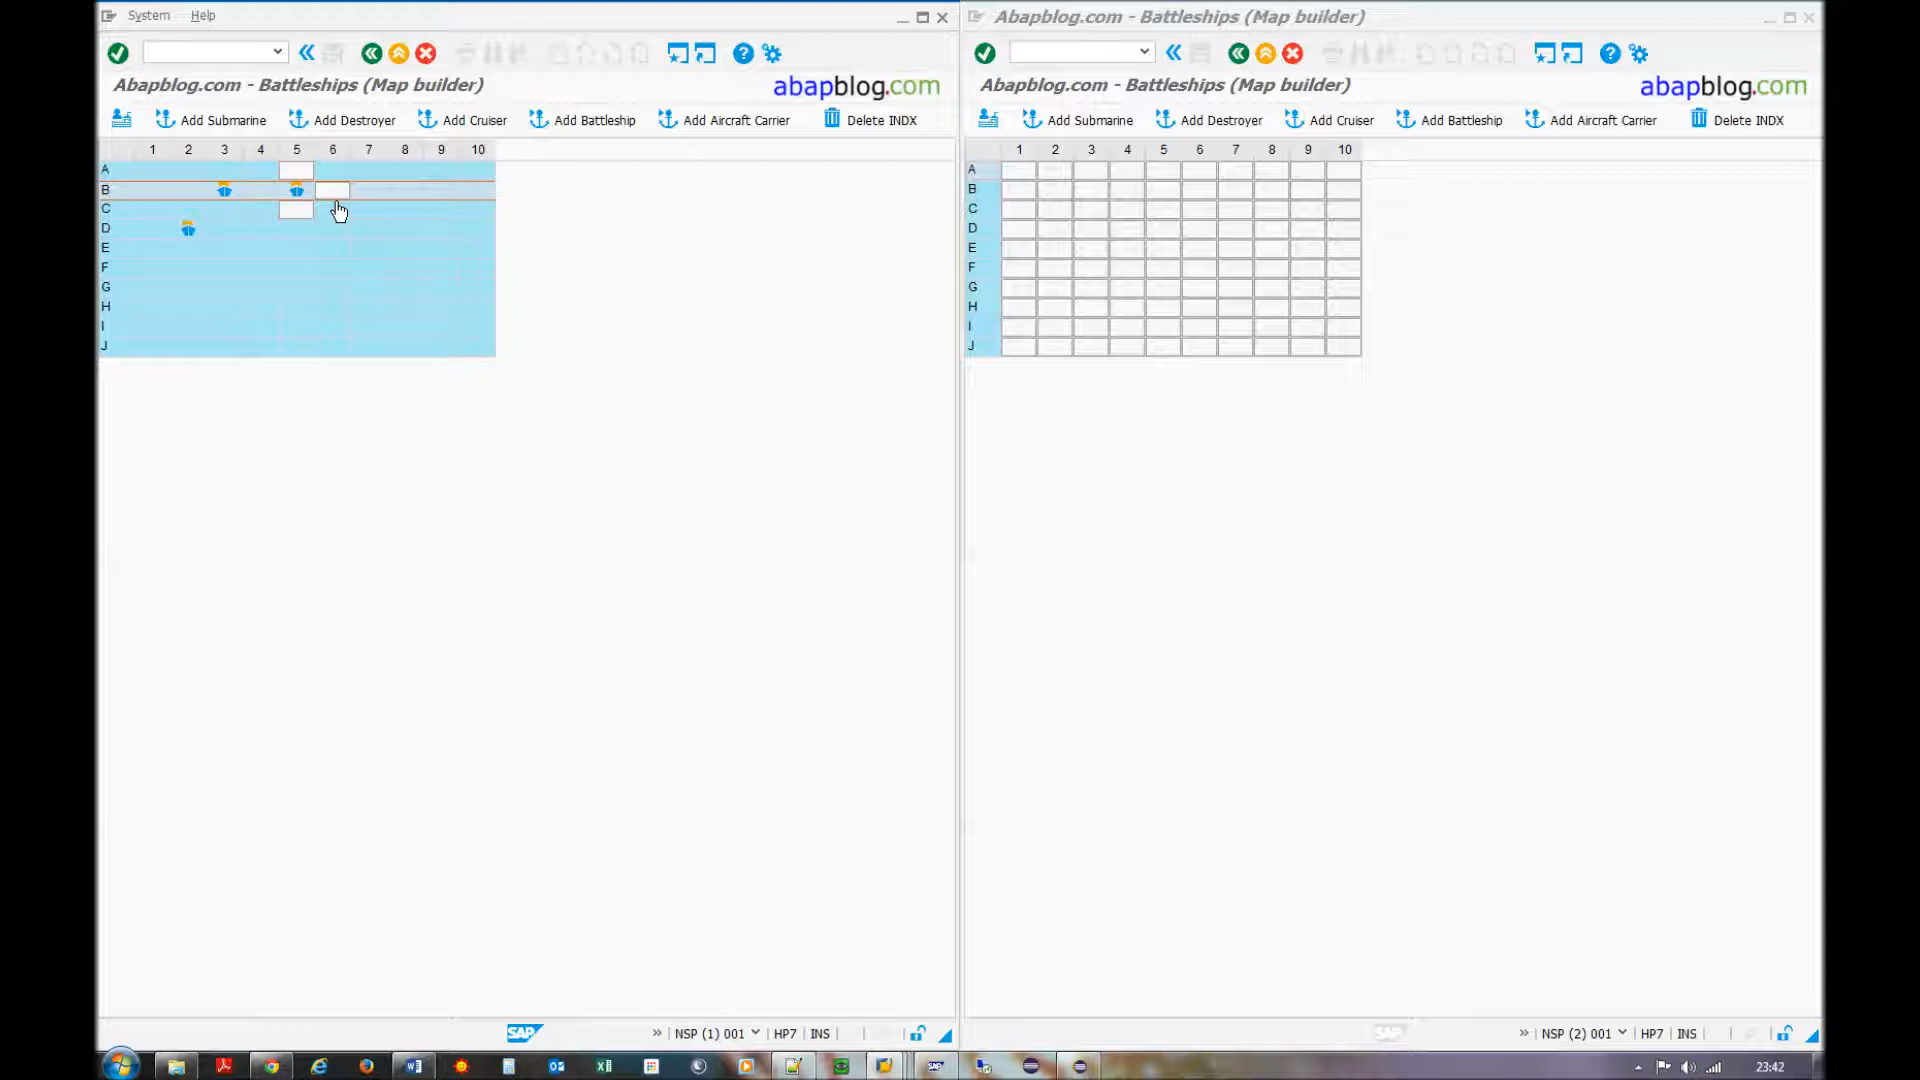 System Help
Abapblog.com - Battleships (Map builder)
Abapblog.com - Battleships (Map builder)
abapblog.com
Abapblog.com - Battleships (Map builder)
abapblog.com
Add Submarine Add Destroyer Add Cruiser Add Battleship Add Aircraft Carrier Delete INDX
Add Submarine Add Destroyer Add Cruiser Add Battleship Add Aircraft Carrier Delete INDX
1 2 3 4 5 6 7 8 9 10
A
B
C
D
E
F
G
H
I
J
1 2 3 4 5 6 7 8 9 10
A
B
C
D
E
F
G
H
I
J
SAP » NSP (1) 001 HP7 INS
SAP » NSP (2) 001 HP7 INS
23:42